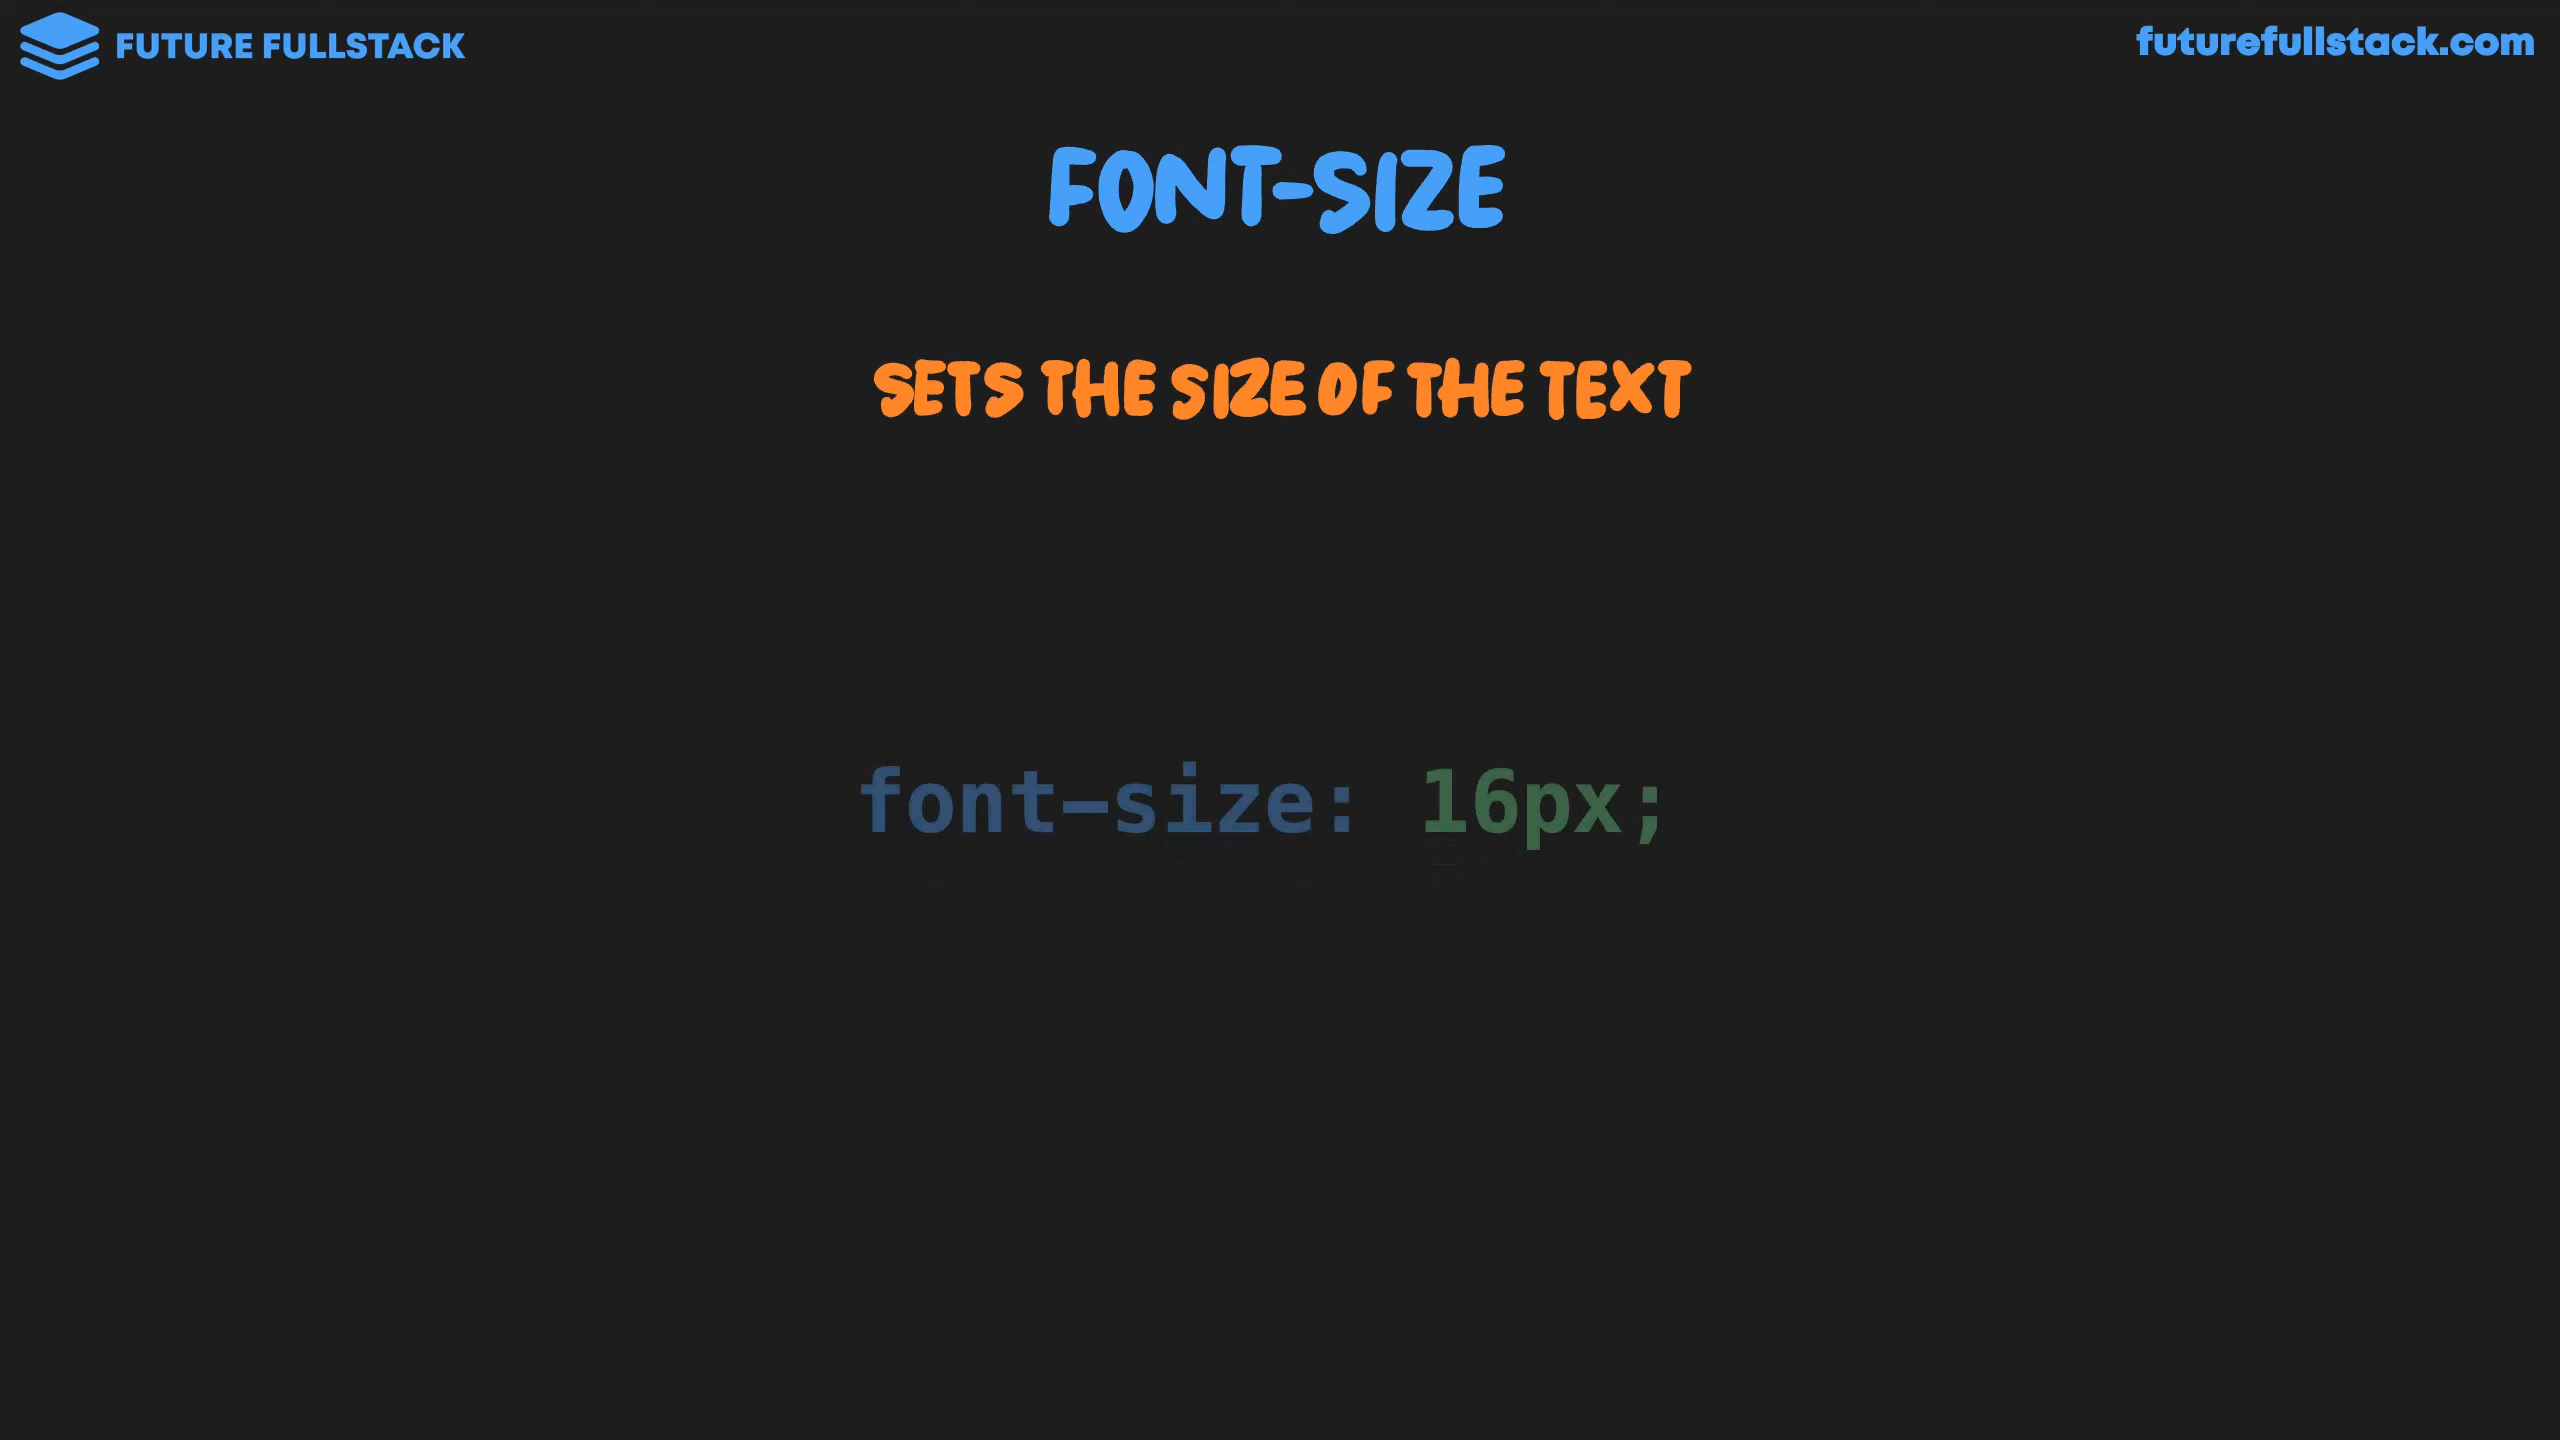 FUTURE FULLSTACK
futurefullstack.com
FONT-SIZE
SETS THE SIZE OF THE TEXT
font-size: 16px;